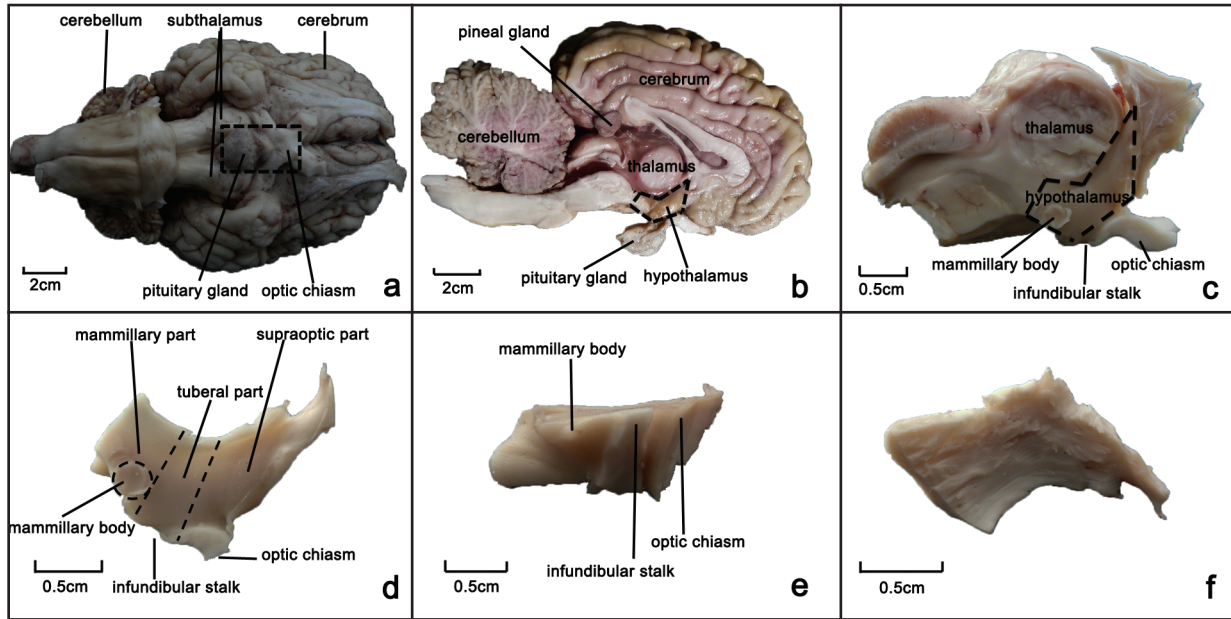 cerebellum subthalamus cerebrum
pituitary gland optic chiasm
2cm
a
pineal gland
cerebrum
cerebellum
thalamus
pituitary gland hypothalamus
2cm
b
thalamus
hypothalamus
mammillary body optic chiasm
infundibular stalk
0.5cm
c
mammillary part supraoptic part
tuberal part
mammillary body
optic chiasm
infundibular stalk
0.5cm
d
mammillary body
optic chiasm
infundibular stalk
0.5cm
e
0.5cm
f